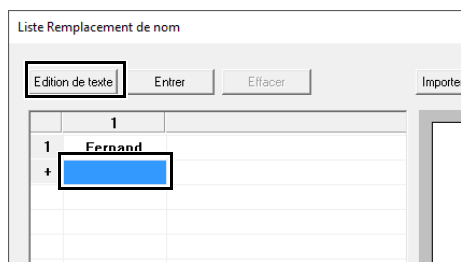 Liste Remplacement de nom
Edition de texte Entrer Effacer Importe
1
1 Fernand
+